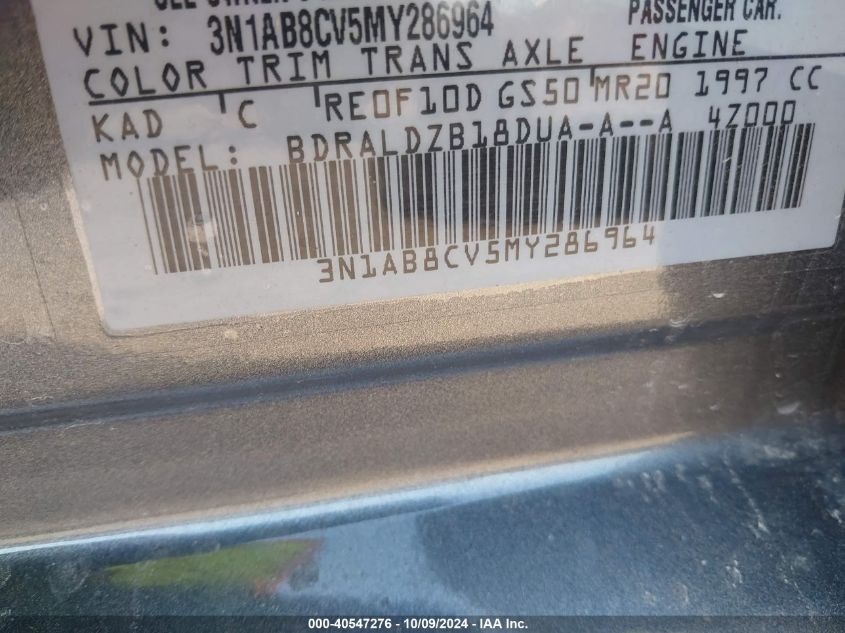 VIN: 3N1AB8CV5MY286964 PASSENGER CAR.
COLOR TRIM TRANS AXLE ENGINE
KAD C RE0F10D GS50 MR20 1997 CC
MODEL: BDRALDZB18DUA-A--A 4Z000
3N1AB8CV5MY286964
000-40547276 - 10/09/2024 - IAA Inc.